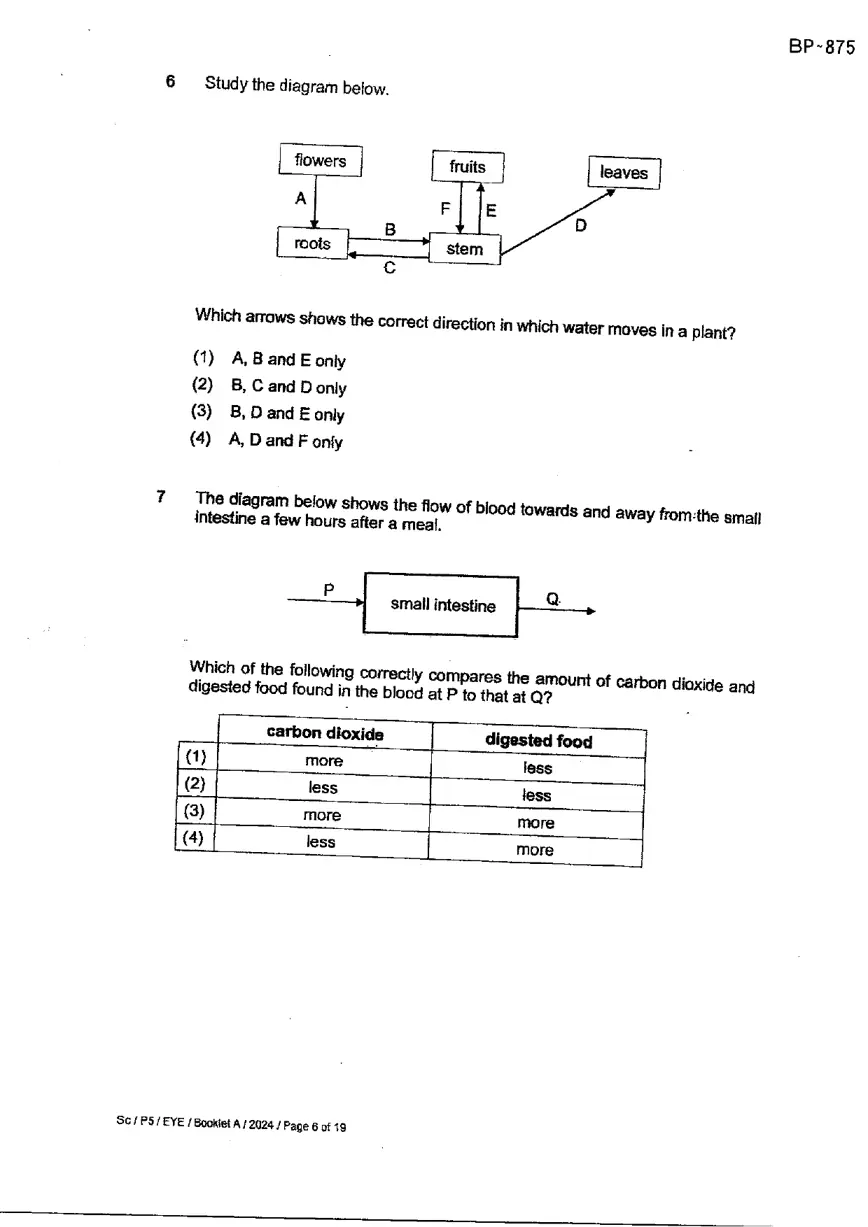 BP-875
6 Study the diagram below.
flowers
fruits
leaves
A
F
E
D
B
roots
stem
C
Which arrows shows the correct direction in which water moves in a plant?
(1) A, B and E only
(2) B, C and D only
(3) B, D and E only
(4) A, D and F only
7 The diagram below shows the flow of blood towards and away from the small
intestine a few hours after a meal.
P
small intestine
Q
Which of the following correctly compares the amount of carbon dioxide and
digested food found in the blood at P to that at Q?
carbon dioxide digested food
(1) more less
(2) less less
(3) more more
(4) less more
Sc / P5 / EYE / Booklet A / 2024 / Page 6 of 19